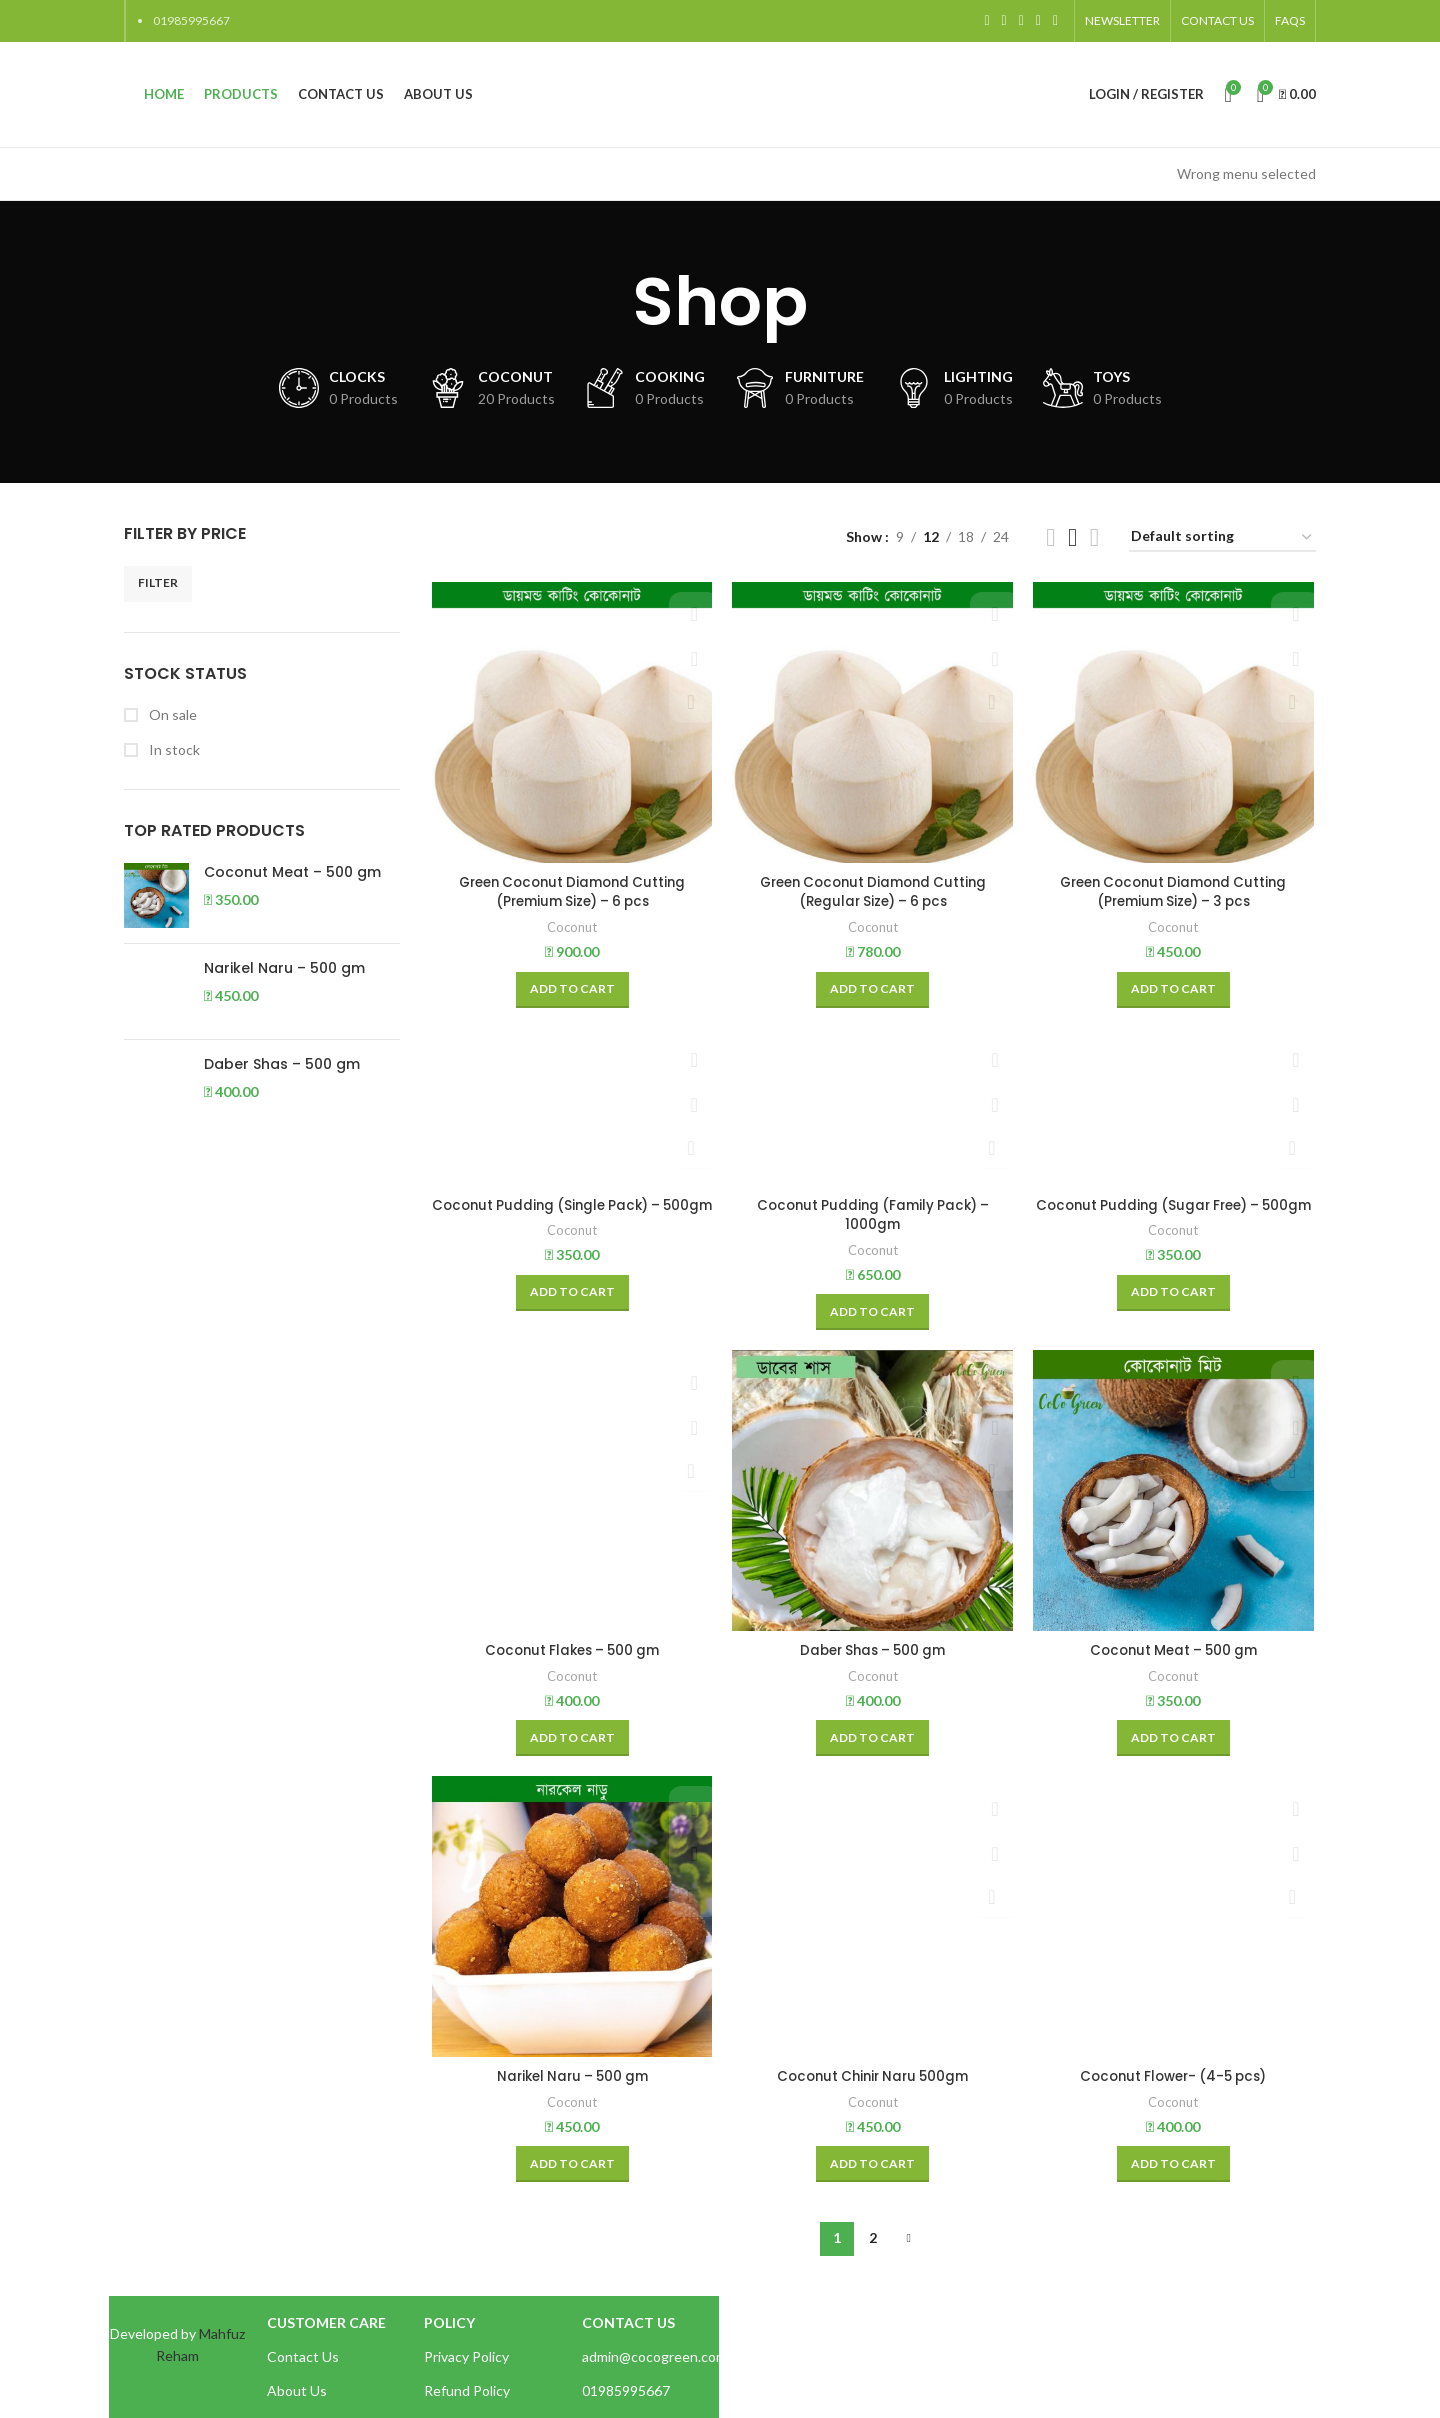 01985995667
NEWSLETTER
CONTACT US
FAQS
HOME
PRODUCTS
CONTACT US
ABOUT US
LOGIN / REGISTER
0
0
0.00
Wrong menu selected
Shop
CLOCKS
0 Products
COCONUT
20 Products
COOKING
0 Products
FURNITURE
0 Products
LIGHTING
0 Products
TOYS
0 Products
FILTER BY PRICE
FILTER
STOCK STATUS
On sale
In stock
TOP RATED PRODUCTS
কোকোনাট মিট
Coconut Meat – 500 gm
350.00
Narikel Naru – 500 gm
450.00
Daber Shas – 500 gm
400.00
Show : 9 / 12 / 18 / 24
Default sorting
ডায়মন্ড কাটিং কোকোনাট
ডায়মন্ড কাটিং কোকোনাট
ডায়মন্ড কাটিং কোকোনাট
Green Coconut Diamond Cutting
(Premium Size) – 6 pcs
Coconut
900.00
ADD TO CART
Green Coconut Diamond Cutting
(Regular Size) – 6 pcs
Coconut
780.00
ADD TO CART
Green Coconut Diamond Cutting
(Premium Size) – 3 pcs
Coconut
450.00
ADD TO CART
Coconut Pudding (Single Pack) – 500gm
Coconut
350.00
ADD TO CART
Coconut Pudding (Family Pack) –
1000gm
Coconut
650.00
ADD TO CART
Coconut Pudding (Sugar Free) – 500gm
Coconut
350.00
ADD TO CART
Coconut Flakes – 500 gm
Coconut
400.00
ADD TO CART
ডাবের শাস
CoCo Green
Daber Shas – 500 gm
Coconut
400.00
ADD TO CART
কোকোনাট মিট
CoCo Green
Coconut Meat – 500 gm
Coconut
350.00
ADD TO CART
নারকেল নাড়ু
Narikel Naru – 500 gm
Coconut
450.00
ADD TO CART
Coconut Chinir Naru 500gm
Coconut
450.00
ADD TO CART
Coconut Flower- (4-5 pcs)
Coconut
400.00
ADD TO CART
1
2
Developed by Mahfuz
Reham
CUSTOMER CARE
Contact Us
About Us
POLICY
Privacy Policy
Refund Policy
CONTACT US
admin@cocogreen.com
01985995667